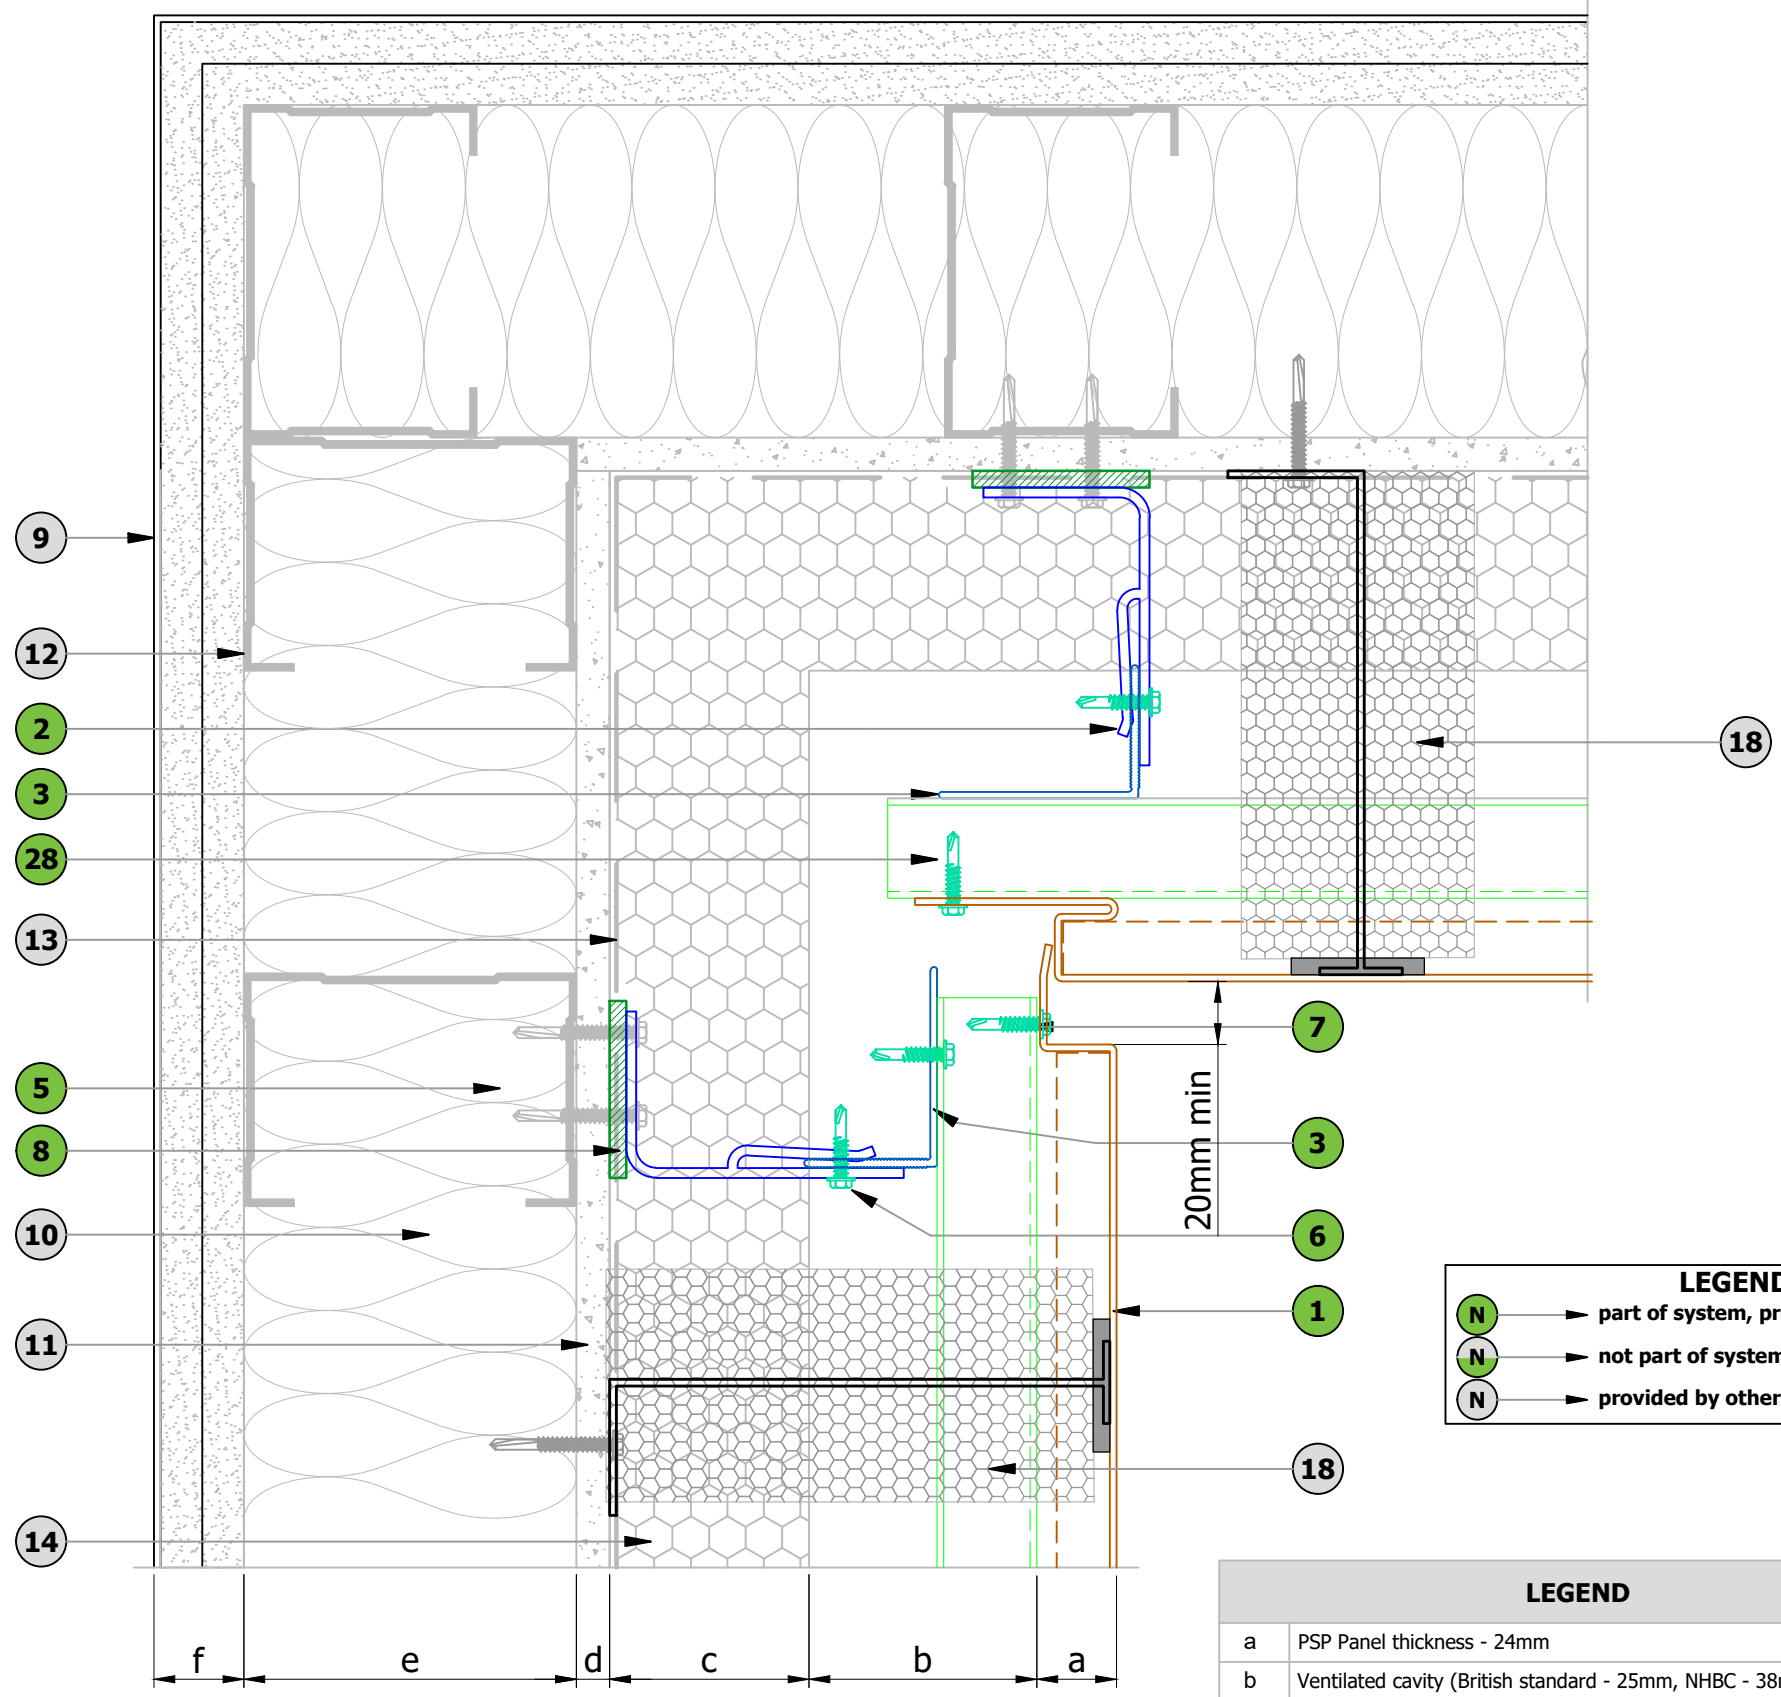 9
12
2
3
28
13
5
8
10
11
14
18
7
3
6
1
18
20mm min
LEGEND
N part of system, pr
N not part of system
N provided by other
f e d c b a
LEGEND
a PSP Panel thickness - 24mm
b Ventilated cavity (British standard - 25mm, NHBC - 38